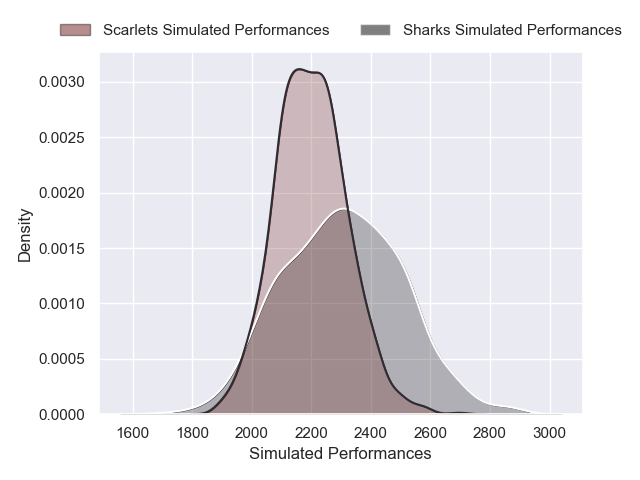 Scarlets Simulated Performances
Sharks Simulated Performances
0.0030
0.0025
0.0020
0.0015
0.0010
0.0005
0.0000
Density
1600 1800 2000 2200 2400 2600 2800 3000
Simulated Performances